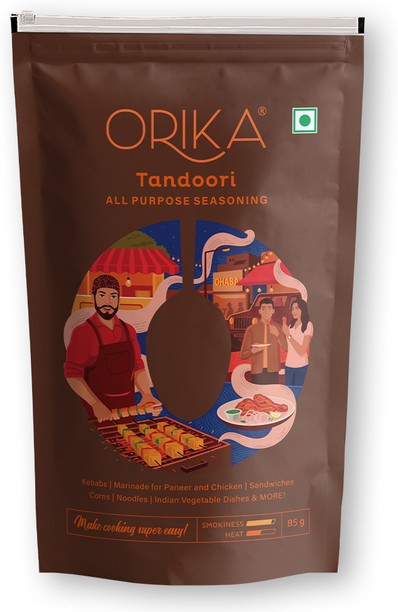 ORIKA®
Tandoori
ALL PURPOSE SEASONING
DHABA
Kebabs | Marinade for Paneer and Chicken | Sandwiches
Corns | Noodles | Indian Vegetable Dishes & MORE!
Make cooking super easy!
SMOKINESS
HEAT
85 g